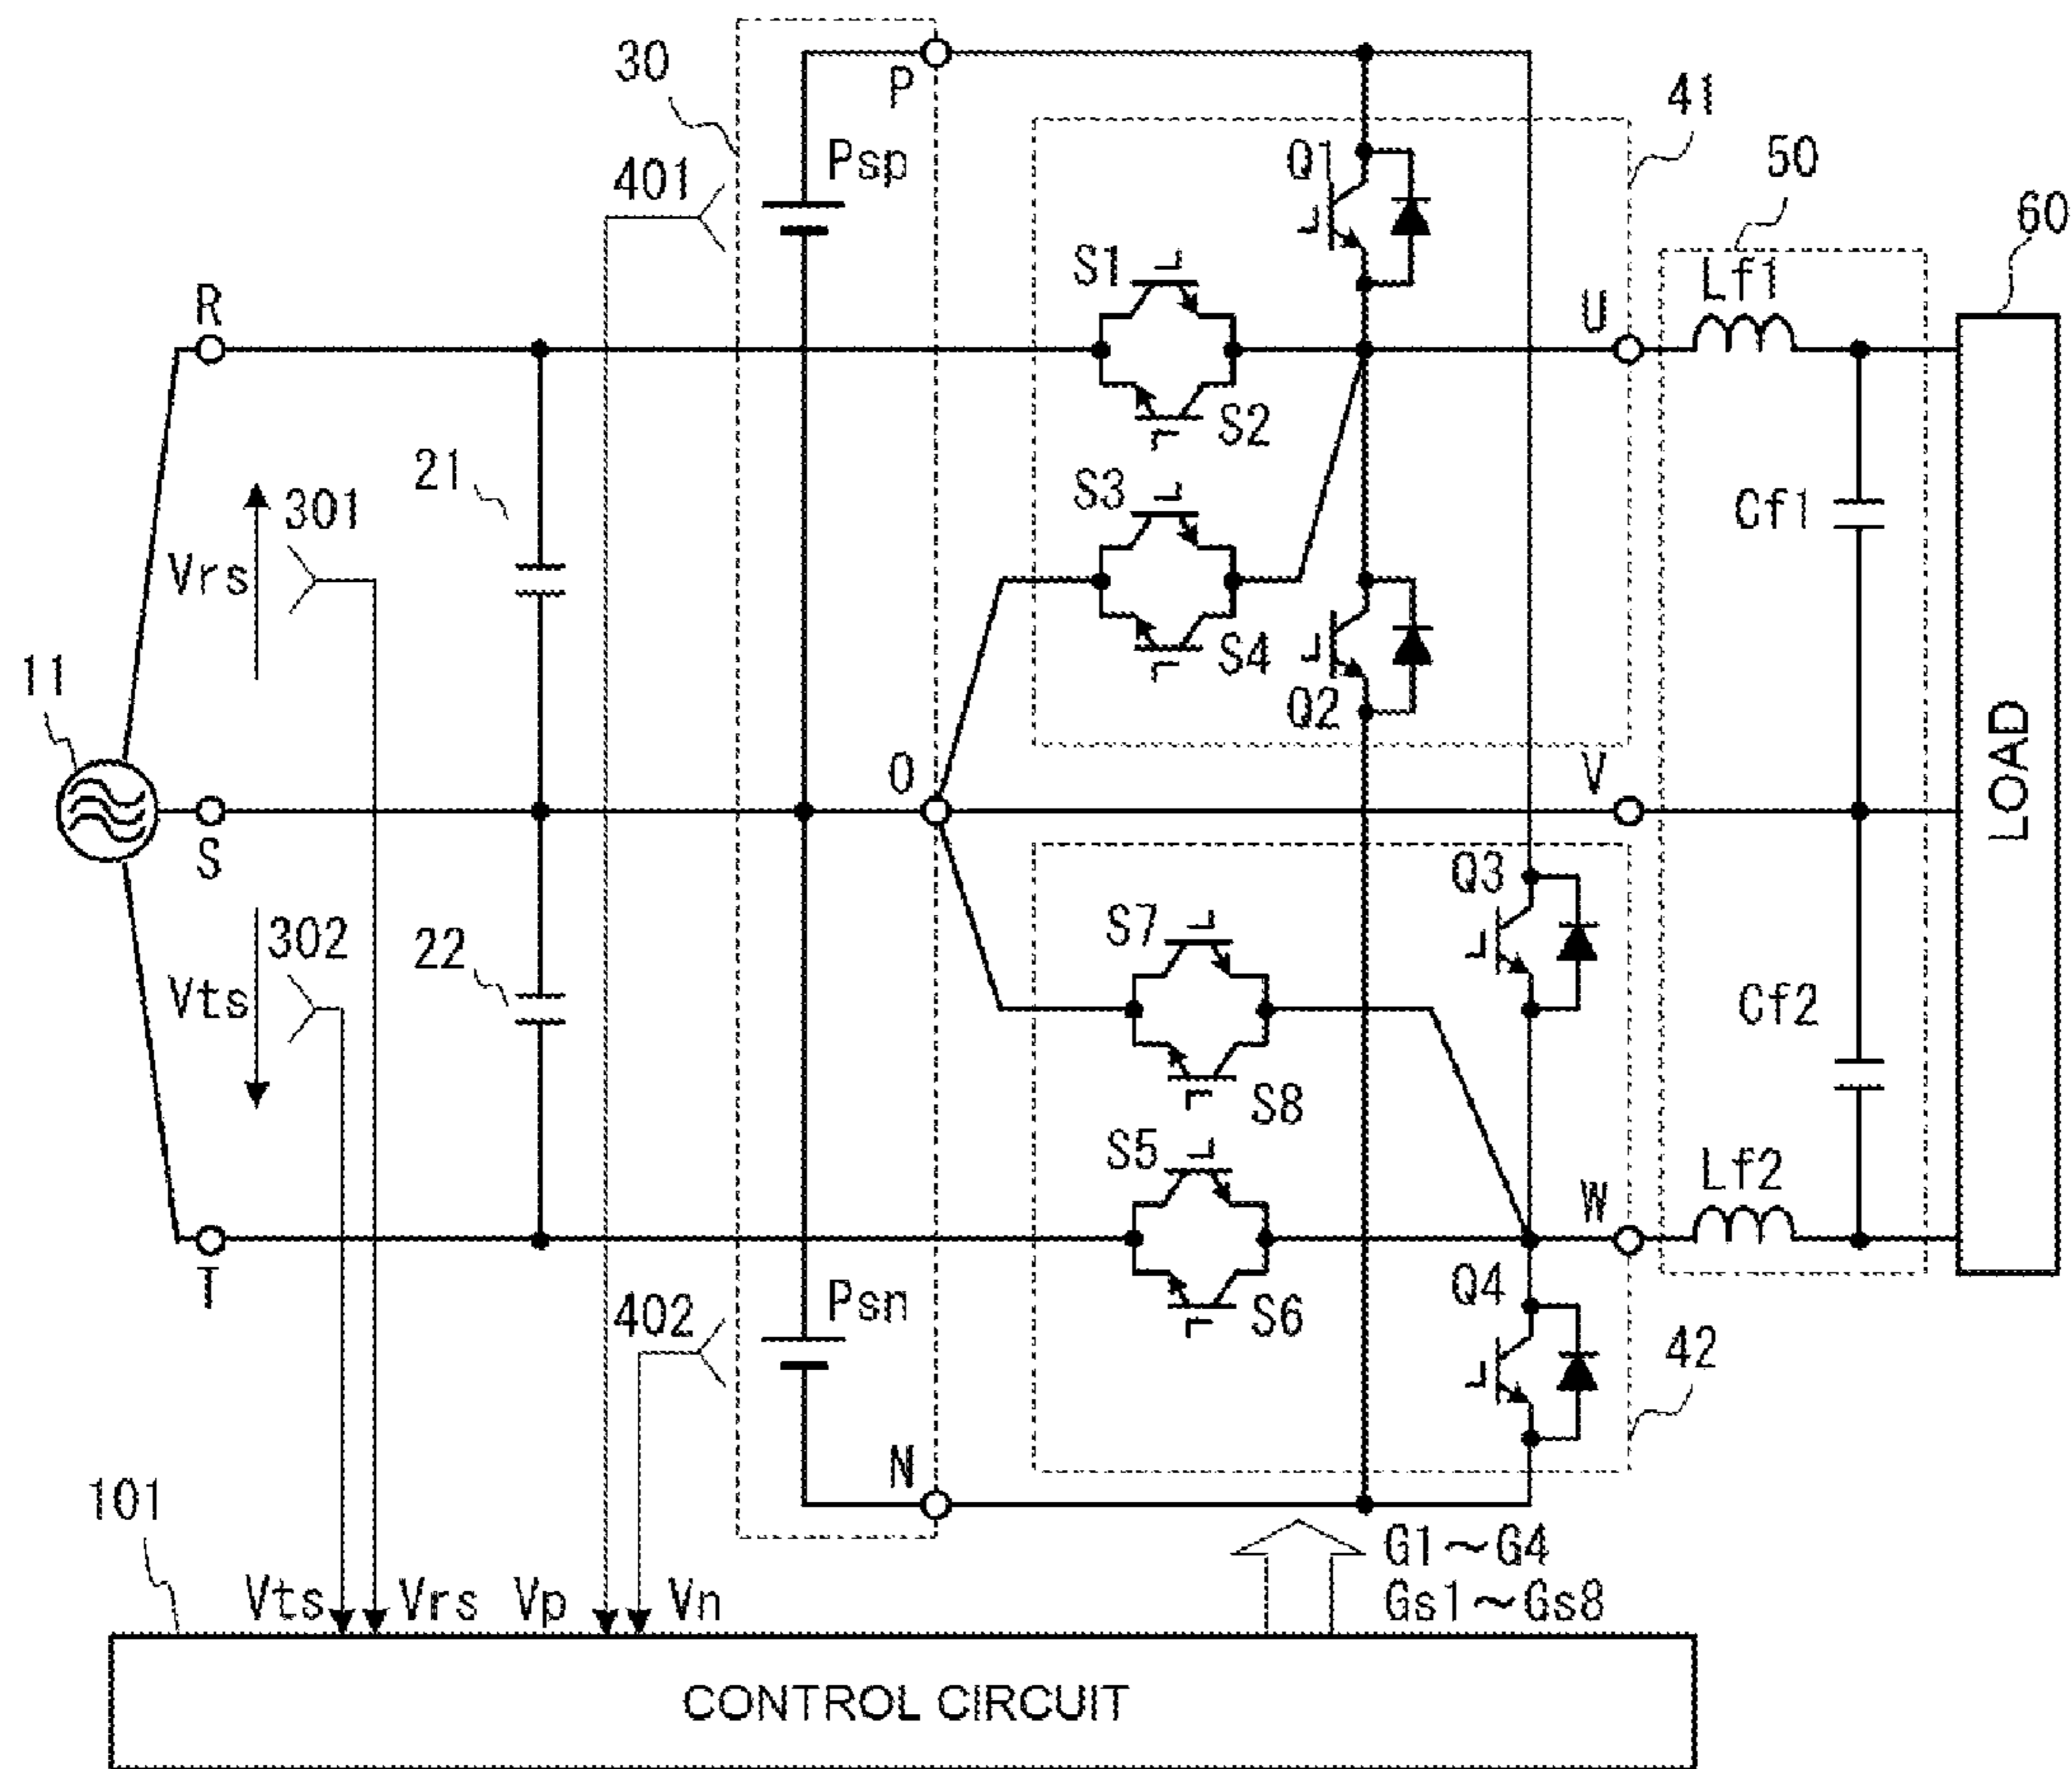 30
P
41
Psp
Q1
50
401
60
S1
Lf1
R
U
S2
21
S3
301
Cf1
Vrs
S4
11
Q2
O
V
LOAD
S
Q3
S7
302
22
Vts
Cf2
S8
S5
Lf2
W
T
Q4
Psn
402
S6
42
N
101
G1～G4
Vts
Vrs
Vp
Vn
Gs1～Gs8
CONTROL CIRCUIT